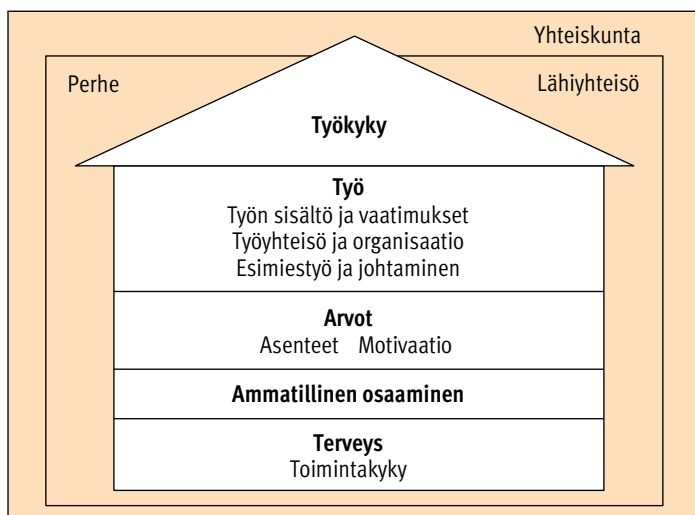 Yhteiskunta
Perhe
Lähiyhteisö
Työkyky
Työ
Työn sisältö ja vaatimukset
Työyhteisö ja organisaatio
Esimiestyö ja johtaminen
Arvot
Asenteet Motivaatio
Ammatillinen osaaminen
Terveys
Toimintakyky